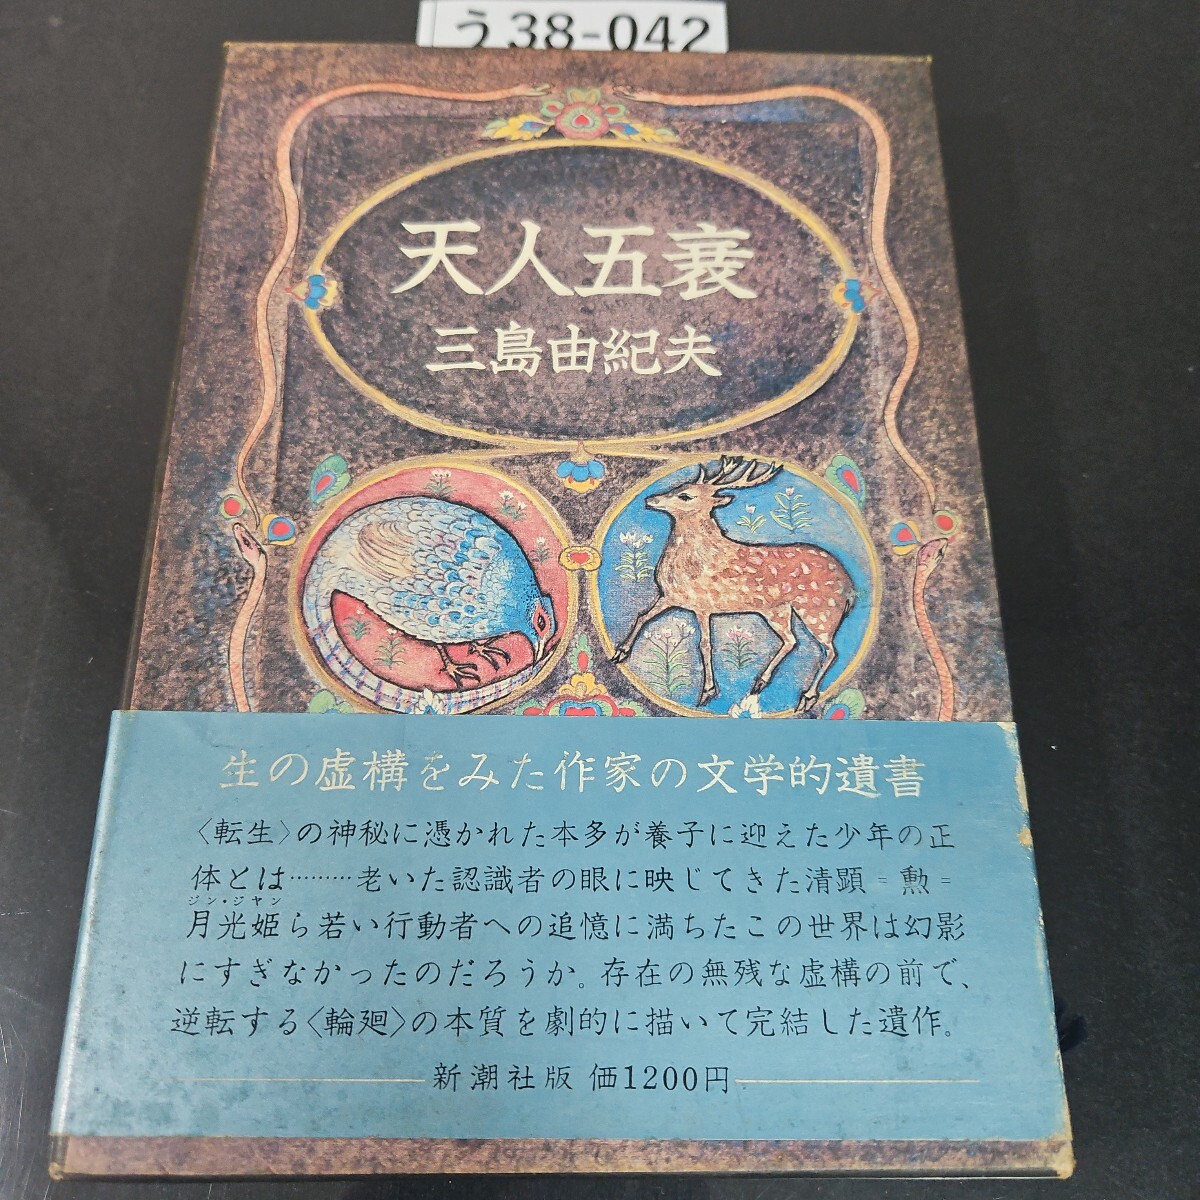 う38-042
天人五衰
三島由紀夫
生の虚構をみた作家の文学的遺書
〈転生〉の神秘に憑かれた本多が養子に迎えた少年の正
体とは………老いた認識者の眼に映じてきた清顕＝勲＝
ジン・ジャン
月光姫ら若い行動者への追憶に満ちたこの世界は幻影
にすぎなかったのだろうか。存在の無残な虚構の前で、
逆転する〈輪廻〉の本質を劇的に描いて完結した遺作。
新潮社版 価1200円